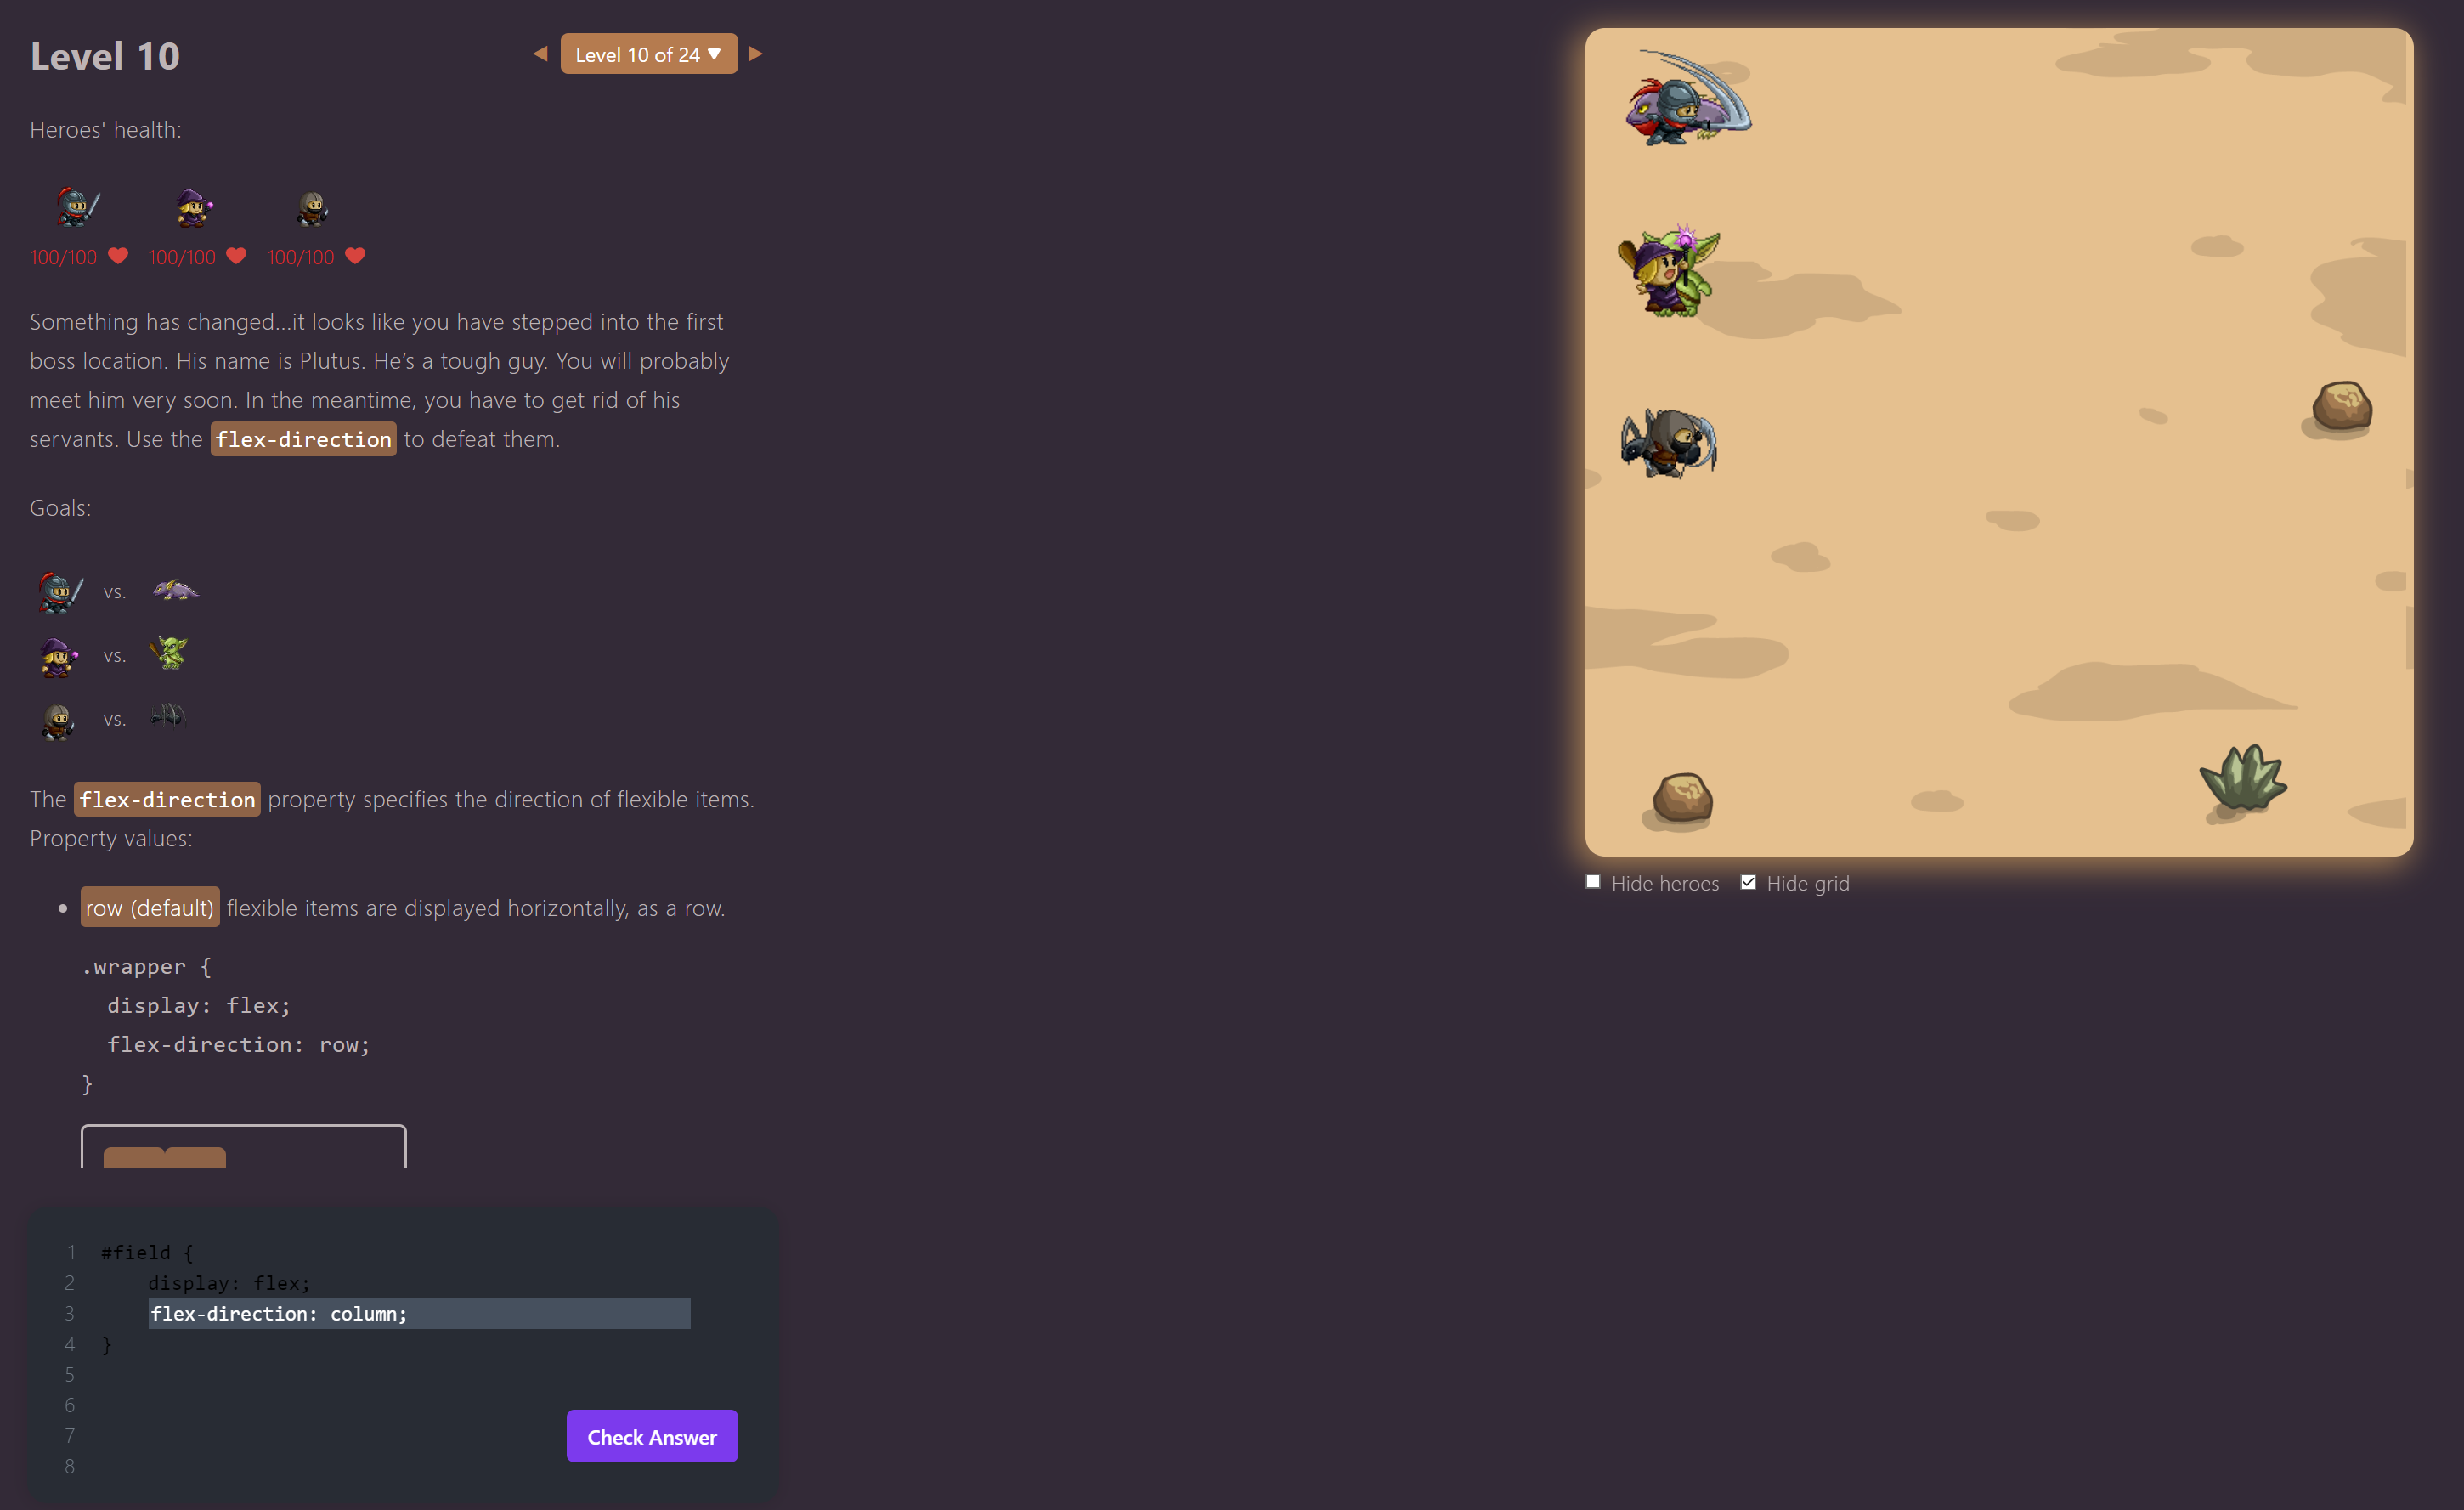 Level 10
Level 10 of 24
Heroes' health:
100/100 100/100 100/100
Something has changed...it looks like you have stepped into the first
boss location. His name is Plutus. He’s a tough guy. You will probably
meet him very soon. In the meantime, you have to get rid of his
servants. Use the flex-direction to defeat them.
Goals:
vs.
vs.
vs.
The flex-direction property specifies the direction of flexible items.
Property values:
row (default) flexible items are displayed horizontally, as a row.
.wrapper {
display: flex;
flex-direction: row;
}
1 #field {
2 display: flex;
3 flex-direction: column;
4 }
5
6
7
8
Check Answer
Hide heroes Hide grid